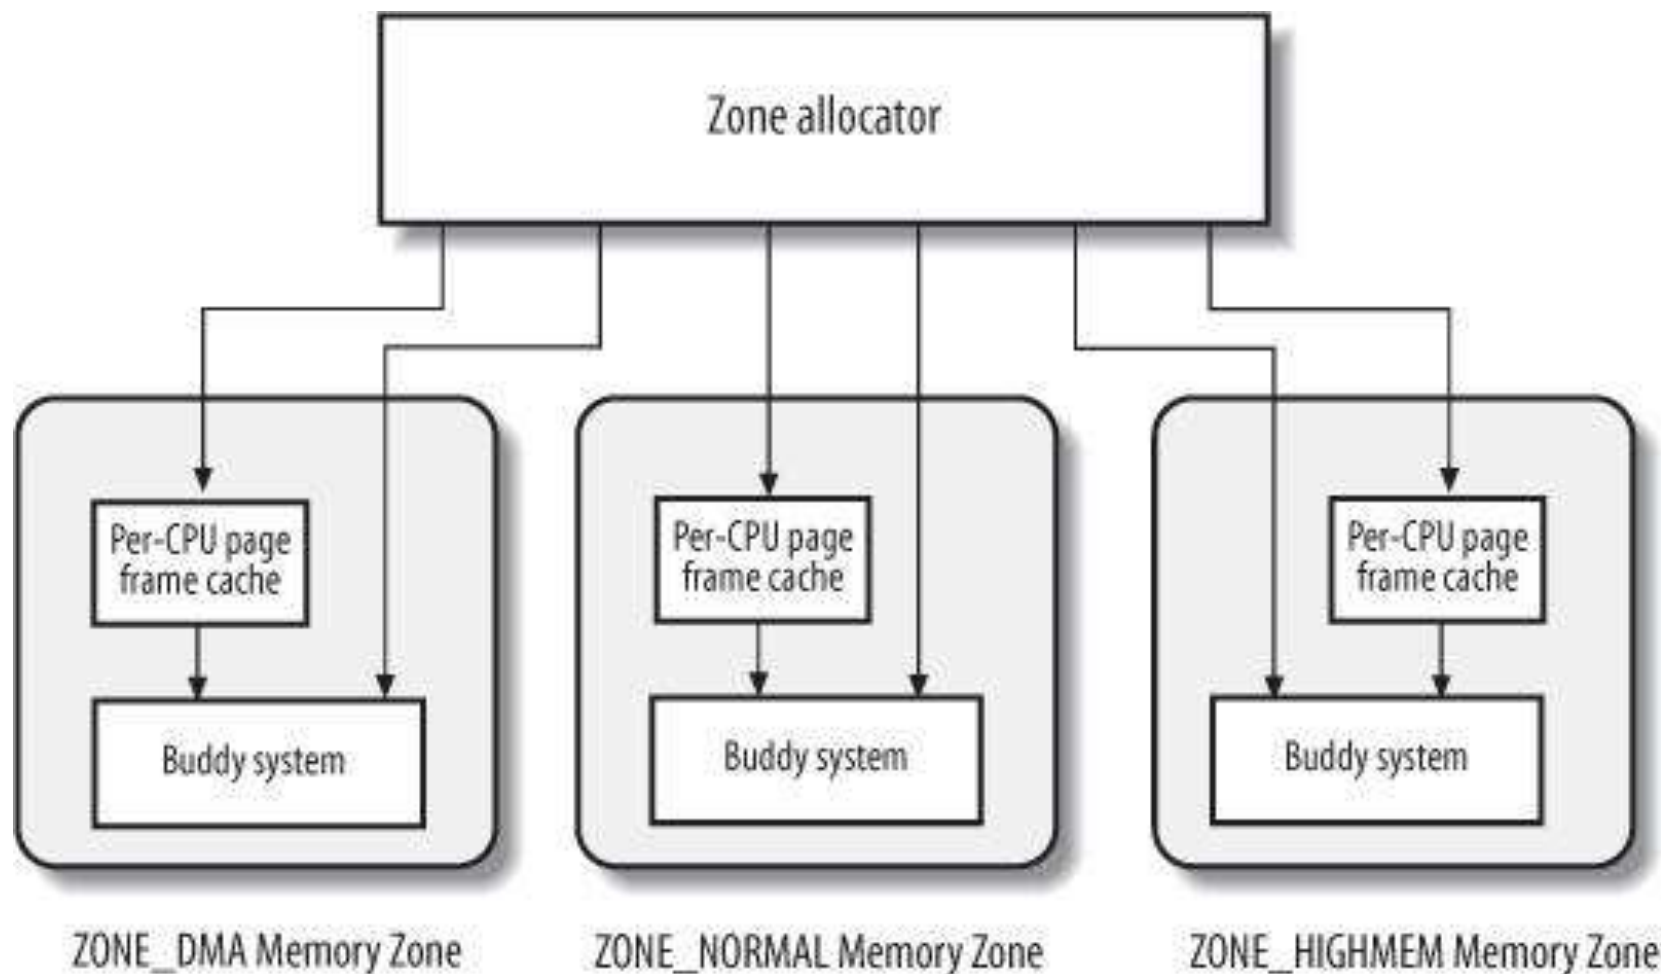 Zone allocator
Per-CPU page
frame cache
Buddy system
Per-CPU page
frame cache
Buddy system
Per-CPU page
frame cache
Buddy system
ZONE_DMA Memory Zone
ZONE_NORMAL Memory Zone
ZONE_HIGHMEM Memory Zone